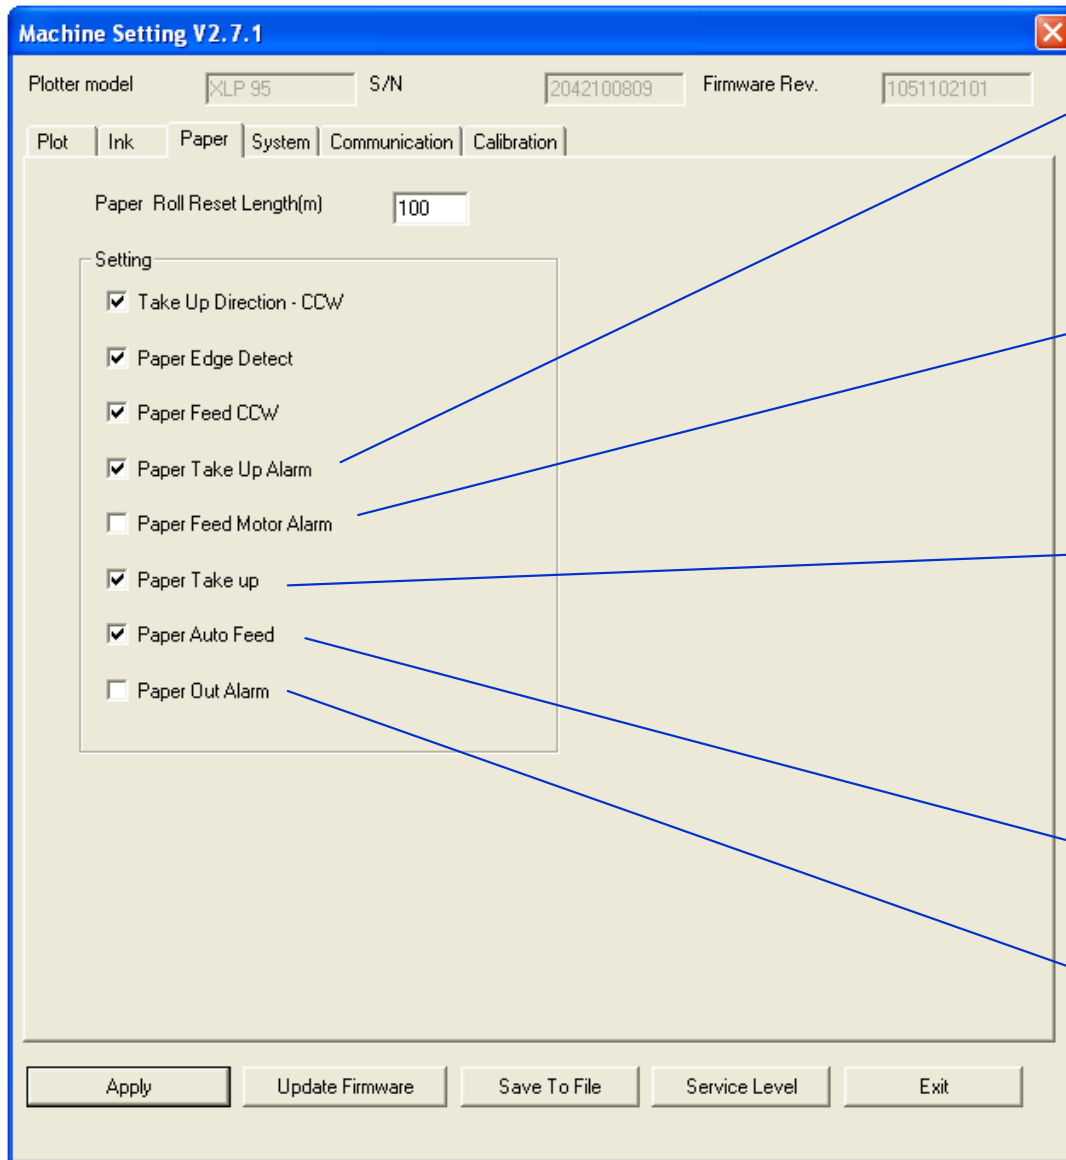 Machine Setting V2.7.1
Plotter model XLP 95 S/N 2042100809 Firmware Rev. 1051102101
Plot Ink Paper System Communication Calibration
Paper Roll Reset Length(m) 100
Setting
Take Up Direction - CCW
Paper Edge Detect
Paper Feed CCW
Paper Take Up Alarm
Paper Feed Motor Alarm
Paper Take up
Paper Auto Feed
Paper Out Alarm
Apply Update Firmware Save To File Service Level Exit